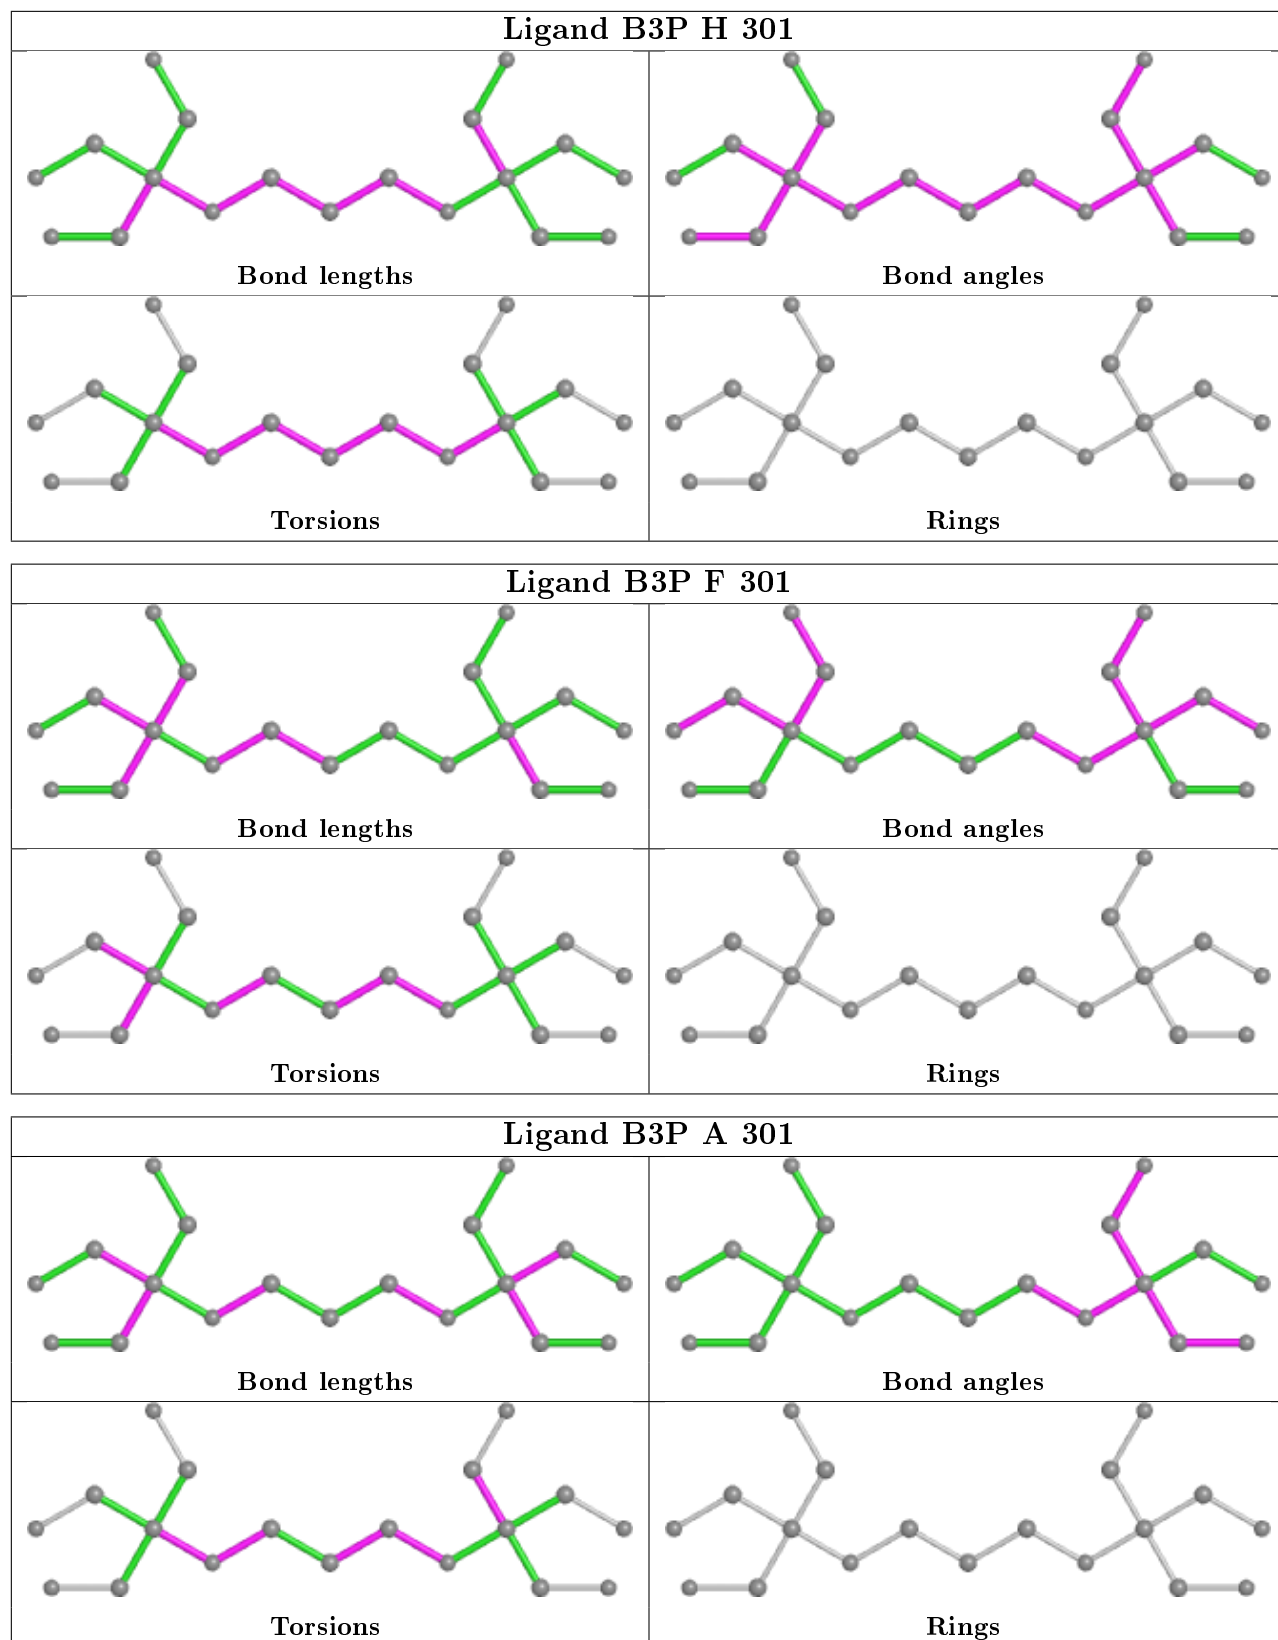 Ligand B3P H 301
Bond lengths
Bond angles
Torsions
Rings
Ligand B3P F 301
Bond lengths
Bond angles
Torsions
Rings
Ligand B3P A 301
Bond lengths
Bond angles
Torsions
Rings